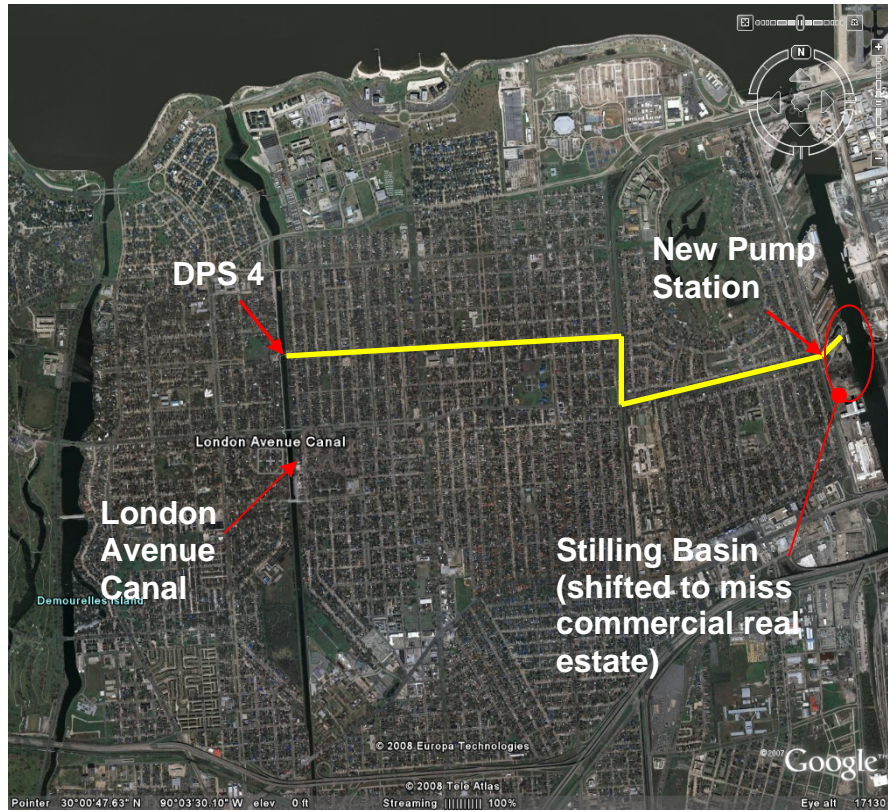 N
DPS 4
New Pump
Station
London Avenue Canal
London
Avenue
Canal
Stilling Basin
(shifted to miss
commercial real
estate)
Demourelles Island
© 2008 Europa Technologies
©2007 Google™
© 2008 Tele Atlas
Pointer 30°00'47.63" N 90°03'30.10" W elev 0 ft Streaming |||||||||| 100% Eye alt